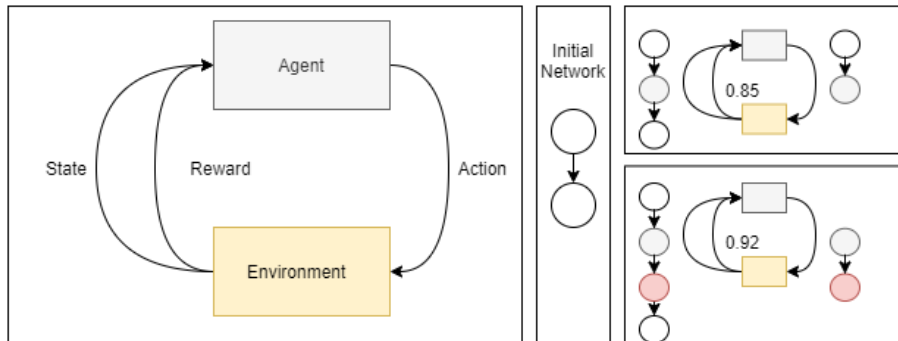 Agent
State
Reward
Action
Environment
Initial
Network
0.85
0.92